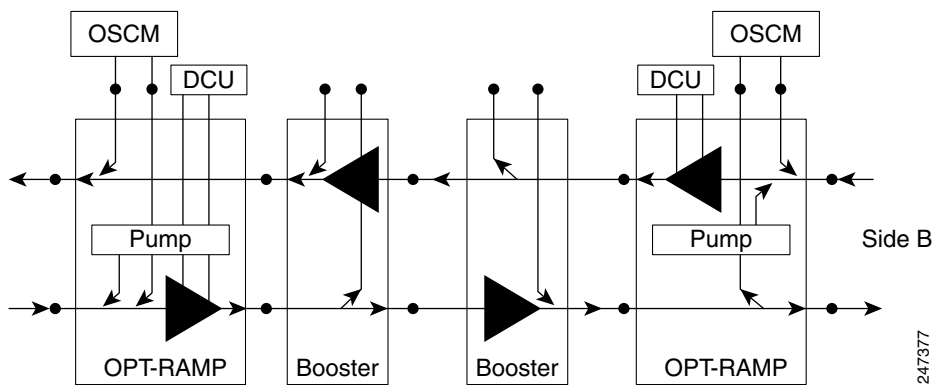 OSCM
OSCM
DCU
DCU
Pump
Pump
Side B
OPT-RAMP
Booster
Booster
OPT-RAMP
247377